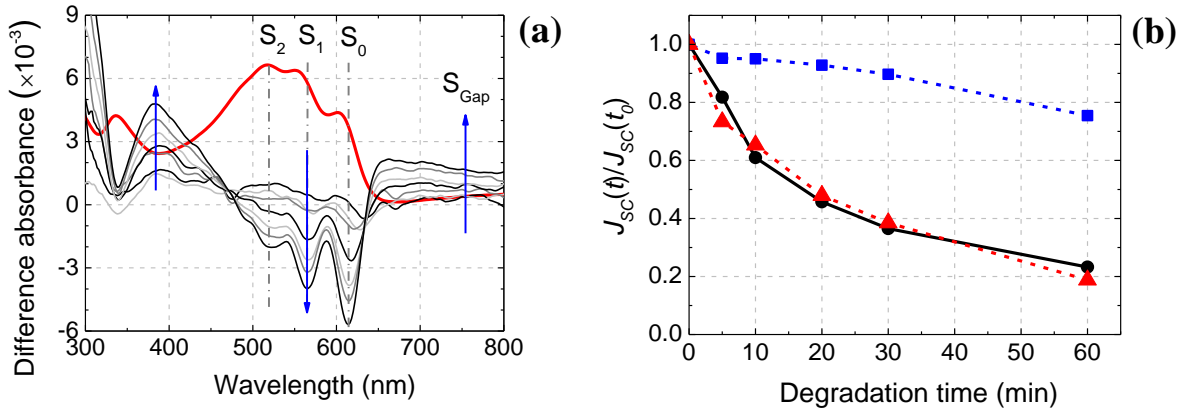 (a)
S₂ S₁ S₀
S_Gap
Difference absorbance (×10⁻³)
9
6
3
0
-3
-6
300 400 500 600 700 800
Wavelength (nm)
(b)
J_SC(t)/J_SC(t₀)
1.0
0.8
0.6
0.4
0.2
0.0
0 10 20 30 40 50 60
Degradation time (min)